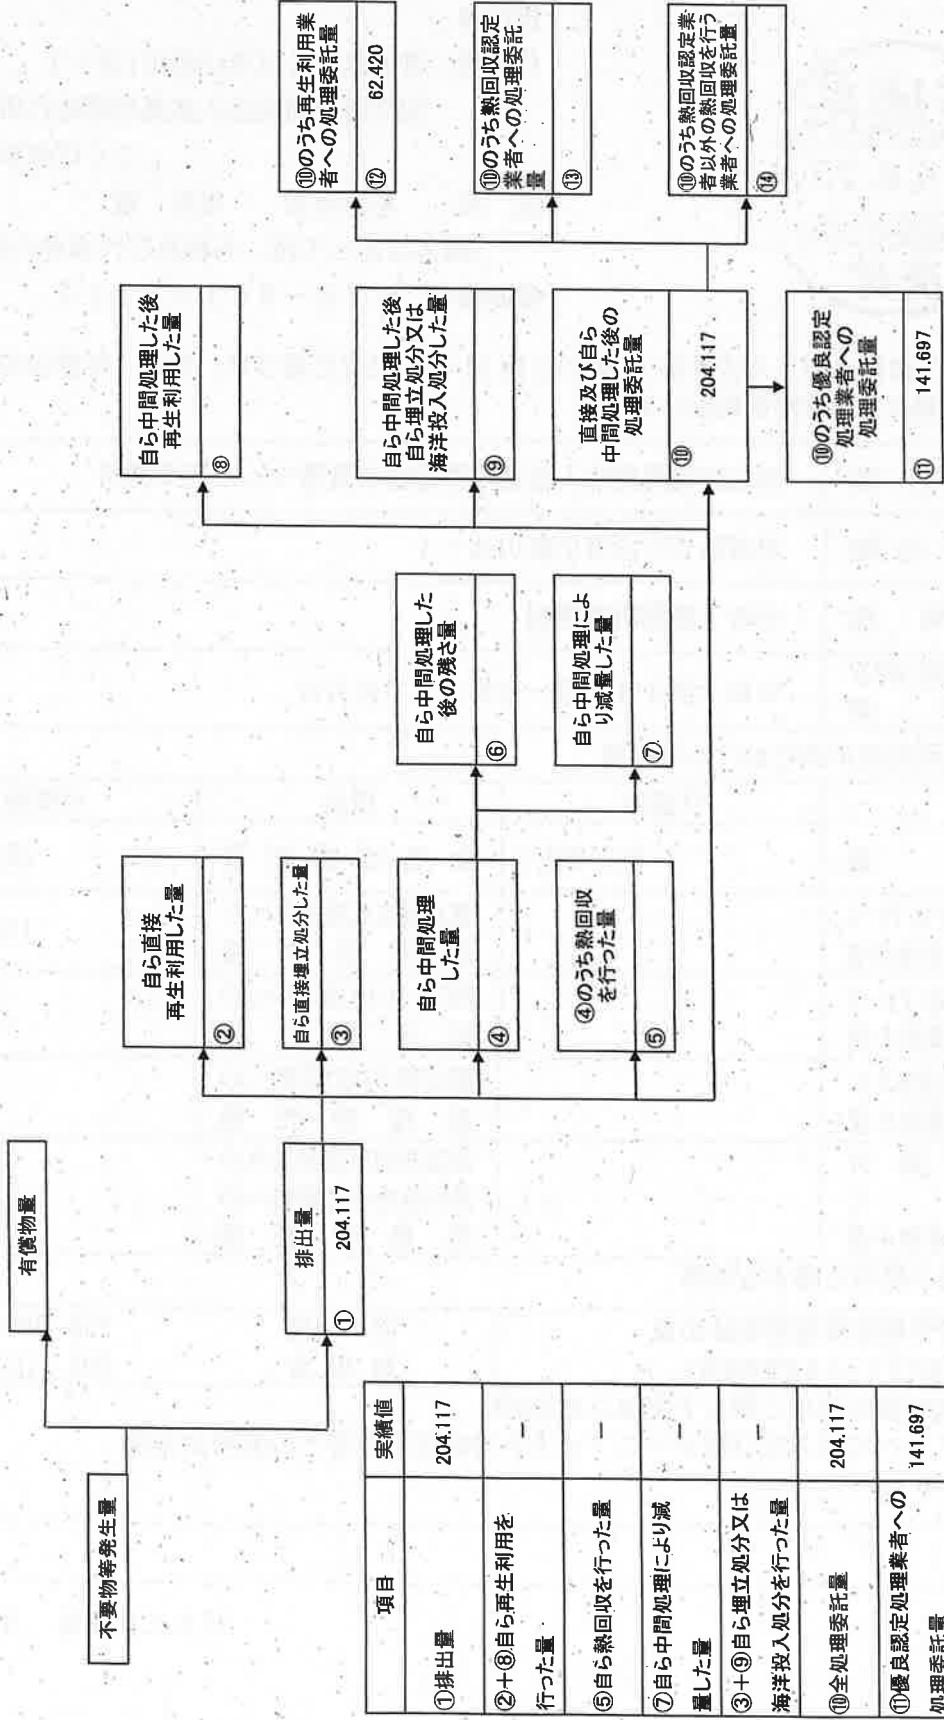 不要物等発生量
有償物量
排出量
① 204.117
自ら直接
再生利用した量
②
自ら直接埋立処分した量
③
自ら中間処理
した量
④
④のうち熱回収
を行った量
⑤
自ら中間処理した
後の残さ量
⑥
自ら中間処理によ
り減量した量
⑦
自ら中間処理した後
再生利用した量
⑧
自ら中間処理した後
自ら埋立処分又は
海洋投入処分した量
⑨
直接及び自ら
中間処理した後の
処理委託量
⑩ 204.117
⑩のうち優良認定
処理業者への
処理委託量
⑪ 141.697
⑩のうち再生利用業
者への処理委託量
⑫ 62.420
⑩のうち熱回収認定
業者への処理委託
量
⑬
⑩のうち熱回収認定業
者以外の熱回収を行う
業者への処理委託量
⑭
項目 実績値
①排出量 204.117
②+⑧自ら再生利用を
行った量 －
⑤自ら熱回収を行った量 －
⑦自ら中間処理により減
量した量 －
③+⑨自ら埋立処分又は
海洋投入処分を行った量 －
⑩全処理委託量 204.117
⑪優良認定処理業者への
処理委託量 141.697